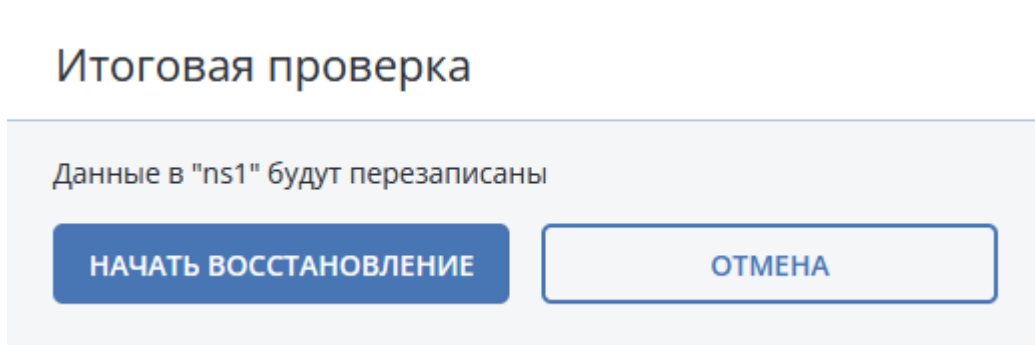 Итоговая проверка
Данные в "ns1" будут перезаписаны
НАЧАТЬ ВОССТАНОВЛЕНИЕ
ОТМЕНА